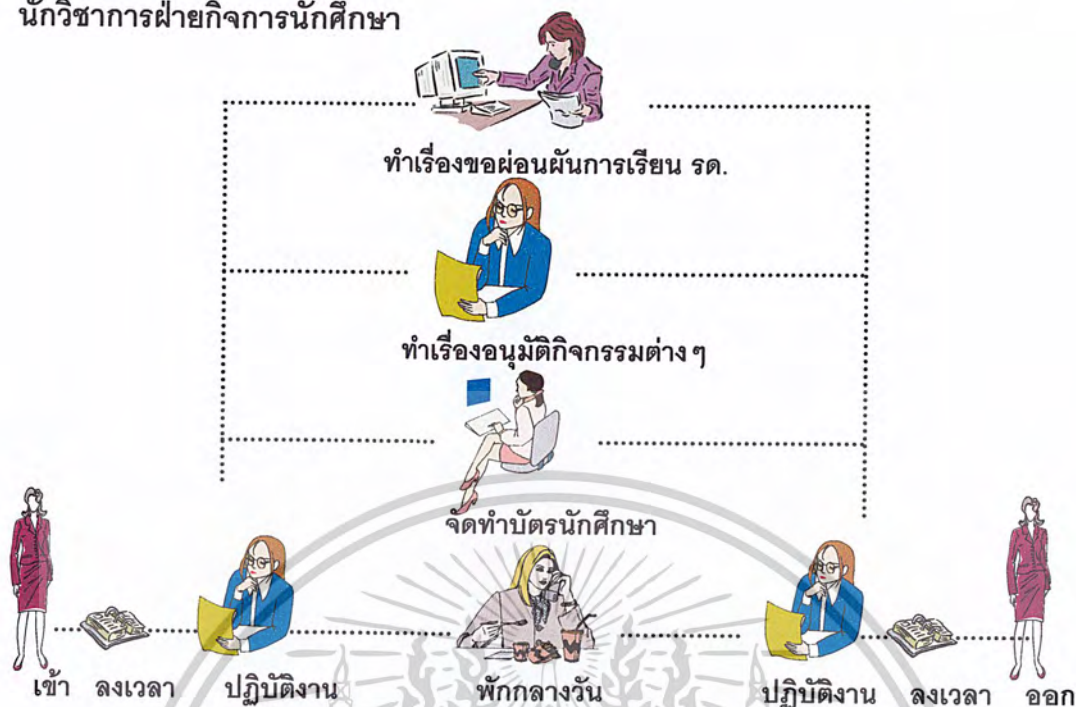 นักวิชาการฝ่ายกิจการนักศึกษา
ทำเรื่องขอผ่อนผันการเรียน รด.
ทำเรื่องอนุมัติกิจกรรมต่างๆ
จัดทำบัตรนักศึกษา
เข้า ลงเวลา ปฏิบัติงาน พักกลางวัน ปฏิบัติงาน ลงเวลา ออก